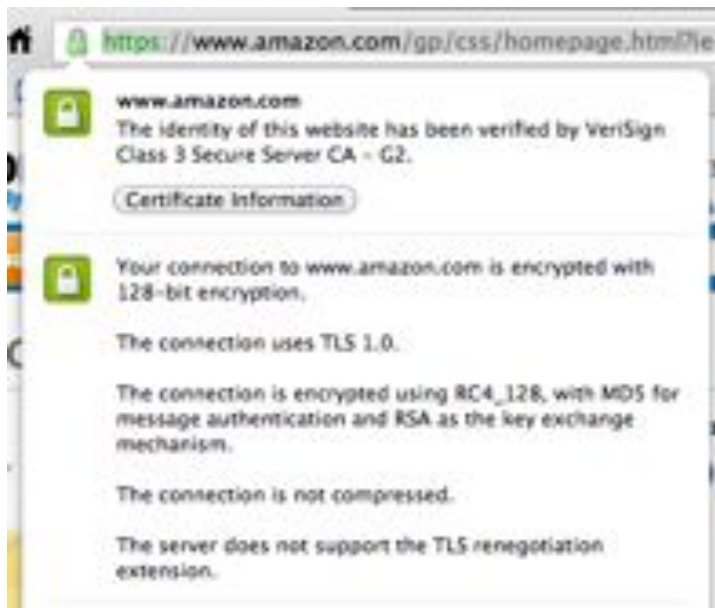 https://www.amazon.com/gp/css/homepage.html?ie
www.amazon.com
The identity of this website has been verified by VeriSign
Class 3 Secure Server CA - G2.
Certificate Information
Your connection to www.amazon.com is encrypted with
128-bit encryption.
The connection uses TLS 1.0.
The connection is encrypted using RC4_128, with MD5 for
message authentication and RSA as the key exchange
mechanism.
The connection is not compressed.
The server does not support the TLS renegotiation
extension.